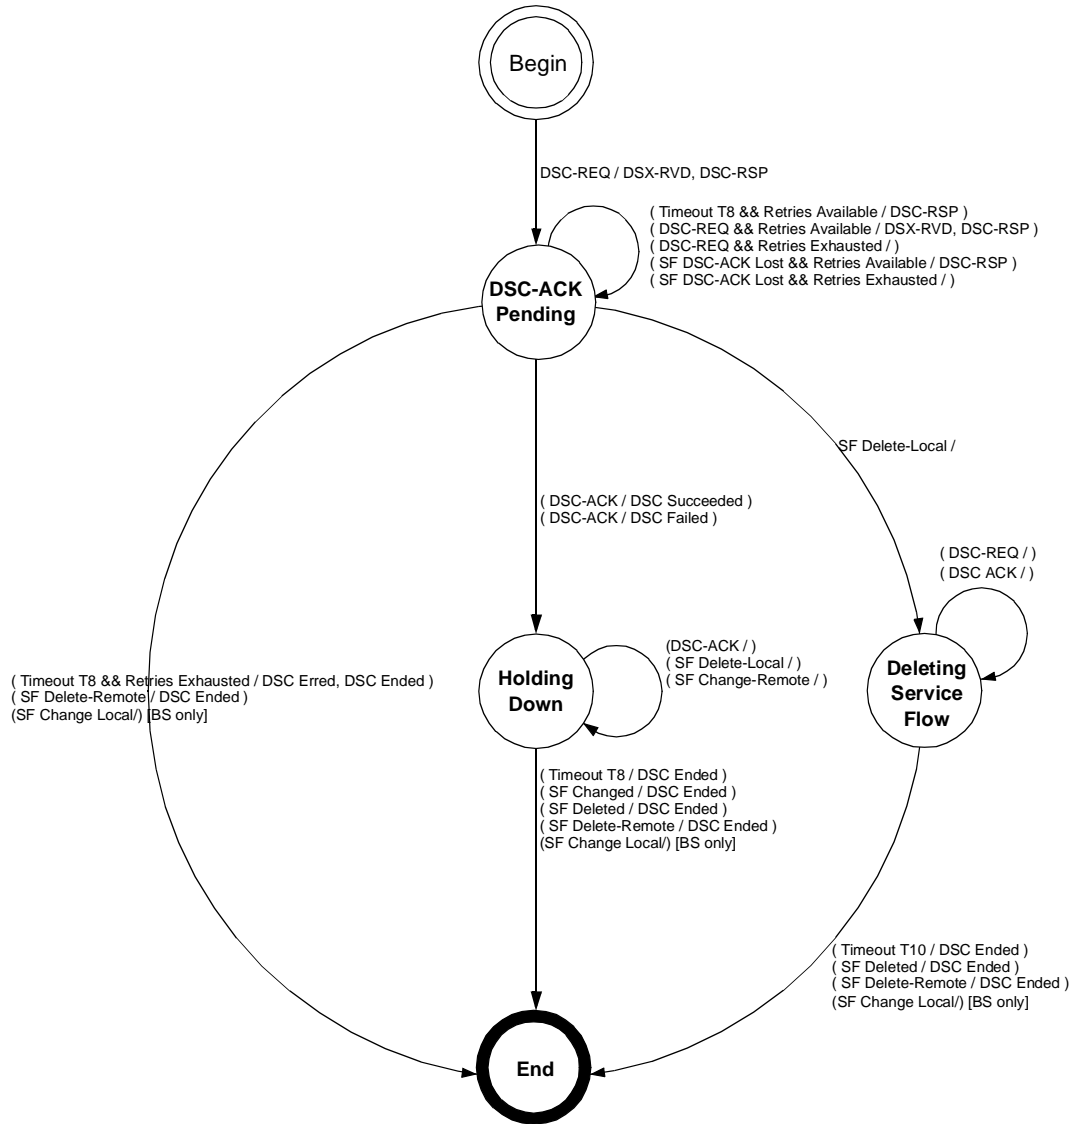 Begin
DSC-REQ / DSX-RVD, DSC-RSP
( Timeout T8 && Retries Available / DSC-RSP )
( DSC-REQ && Retries Available / DSX-RVD, DSC-RSP )
( DSC-REQ && Retries Exhausted / )
( SF DSC-ACK Lost && Retries Available / DSC-RSP )
( SF DSC-ACK Lost && Retries Exhausted / )
DSC-ACK
Pending
SF Delete-Local /
( DSC-ACK / DSC Succeeded )
( DSC-ACK / DSC Failed )
( DSC-REQ / )
( DSC ACK / )
( Timeout T8 && Retries Exhausted / DSC Erred, DSC Ended )
( SF Delete-Remote / DSC Ended )
(SF Change Local/) [BS only]
Holding
Down
(DSC-ACK / )
( SF Delete-Local / )
( SF Change-Remote / )
Deleting
Service
Flow
( Timeout T8 / DSC Ended )
( SF Changed / DSC Ended )
( SF Deleted / DSC Ended )
( SF Delete-Remote / DSC Ended )
(SF Change Local/) [BS only]
( Timeout T10 / DSC Ended )
( SF Deleted / DSC Ended )
( SF Delete-Remote / DSC Ended )
(SF Change Local/) [BS only]
End